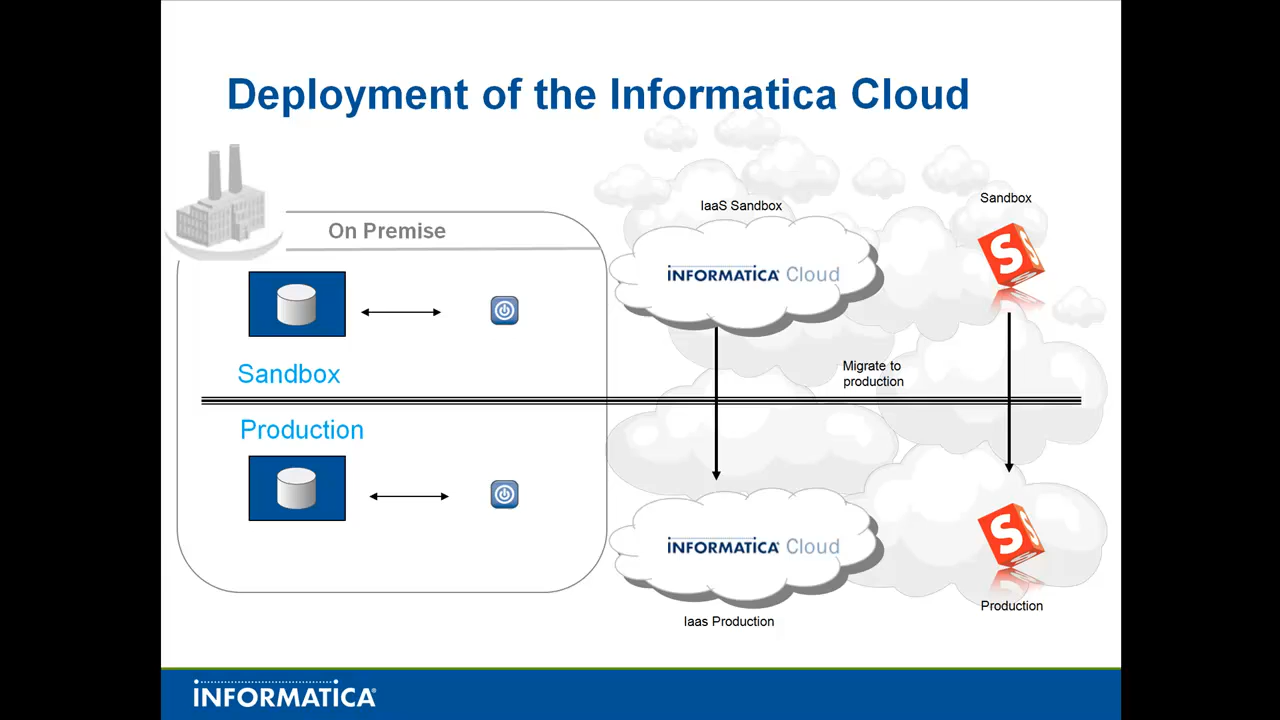 Deployment of the Informatica Cloud
On Premise
IaaS Sandbox
Sandbox
INFORMATICA Cloud
S
S
Sandbox
Migrate to
production
Production
INFORMATICA Cloud
S
S
Iaas Production
Production
INFORMATICA®